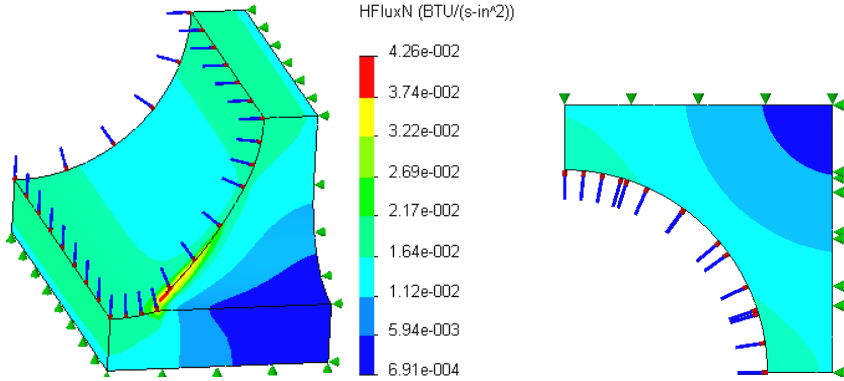 HFluxN (BTU/(s-in^2))
4.26e-002
3.74e-002
3.22e-002
2.69e-002
2.17e-002
1.64e-002
1.12e-002
5.94e-003
6.91e-004